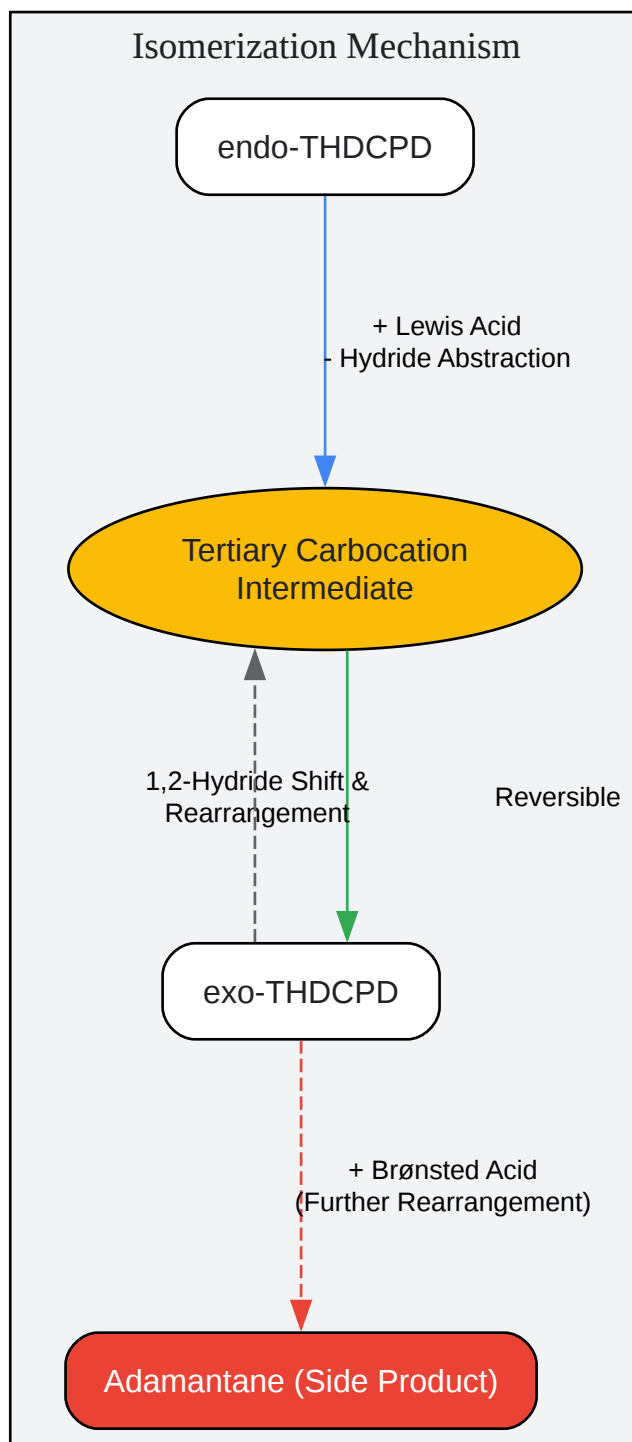 Isomerization Mechanism
endo-THDCPD
+ Lewis Acid
- Hydride Abstraction
Tertiary Carbocation
Intermediate
1,2-Hydride Shift &
Rearrangement
Reversible
exo-THDCPD
+ Brønsted Acid
(Further Rearrangement)
Adamantane (Side Product)